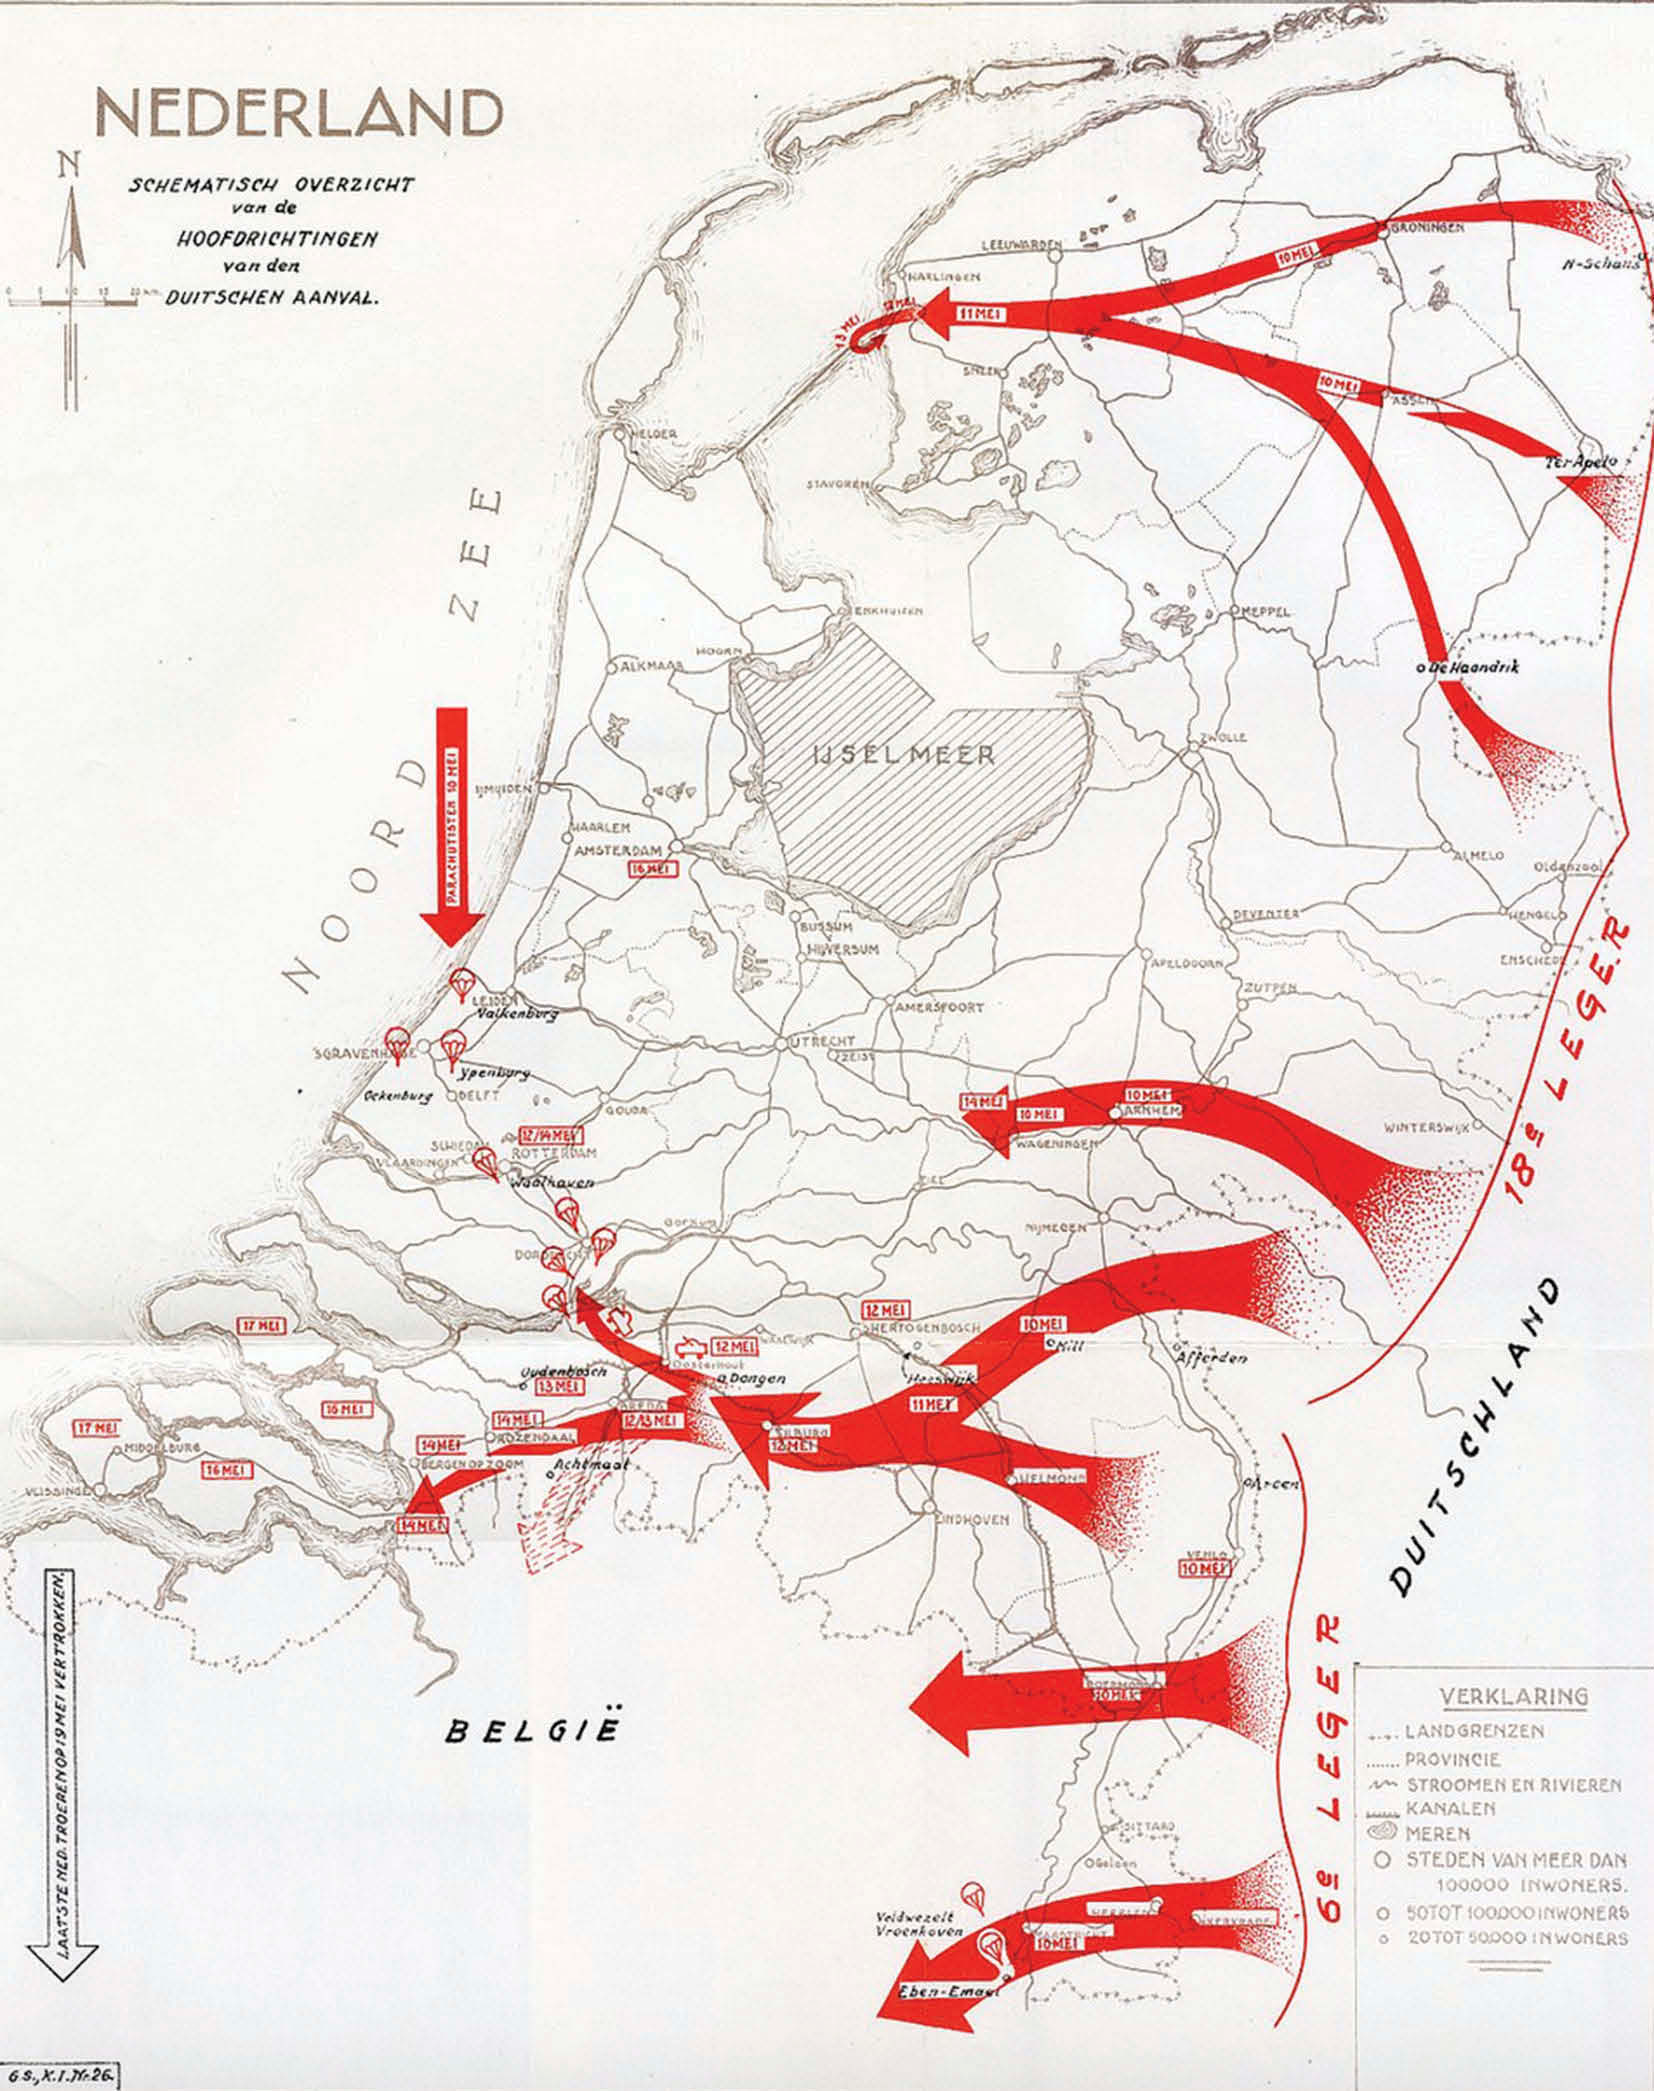 NEDERLAND
N
SCHEMATISCH OVERZICHT
van de
HOOFDRICHTINGEN
van den
DUITSCHEN AANVAL.
0 5 10 15 20 km.
NOORD ZEE
LEEUWARDEN
HARLINGEN
GRONINGEN
N-Schans
10 MEI
11 MEI
12 MEI
13 MEI
SNEEK
10 MEI
ASSEN
Ter Apel
HELDER
STAVOREN
MEPPEL
ENKHUIZEN
HOORN
ALKMAAR
De Haandrik
IJSELMEER
ZWOLLE
PARACHUTISTEN 10 MEI
IJMUIDEN
HAARLEM
AMSTERDAM
16 MEI
ALMELO
Oldenzaal
HENGELO
ENSCHEDE
DEVENTER
BUSSUM
HILVERSUM
APELDOORN
ZUTPEN
AMERSFOORT
LEIDEN
Valkenburg
SGRAVENHAGE
Ypenburg
Ockenburg
DELFT
UTRECHT
ZEIST
GOUDA
14 MEI
10 MEI
10 MEI
ARNHEM
WAGENINGEN
WINTERSWIJK
18e LEGER
12/14 MEI
SCHIEDAM
ROTTERDAM
VLAARDINGEN
Waalhaven
TIEL
GORKUM
NIJMEGEN
DORDRECHT
17 MEI
12 MEI
SHERTOGENBOSCH
10 MEI
Mill
Afferden
WAALWIJK
12 MEI
Oosterhout
Dongen
Heeswijk
11 MEI
Oudenbosch
13 MEI
BREDA
12/13 MEI
14 MEI
ROZENDAAL
14 MEI
BERGEN OP ZOOM
Achtmaal
TILBURG
12 MEI
17 MEI
MIDDELBURG
16 MEI
16 MEI
VLISSINGEN
14 MEI
HELMOND
EINDHOVEN
Arcen
VENLO
10 MEI
DUITSCHLAND
LAATSTE NED. TROEPEN OP 19 MEI VERTROKKEN.
BELGIË
ROERMOND
10 MEI
6e LEGER
SITTARD
Geleen
HEERLEN
KERKRADE
MAASTRICHT
10 MEI
Veldwezelt
Vroenhoven
Eben-Emael
VERKLARING
LANDGRENZEN
PROVINCIE
STROOMEN EN RIVIEREN
KANALEN
MEREN
STEDEN VAN MEER DAN
100.000 INWONERS.
50 TOT 100.000 INWONERS
20 TOT 50.000 INWONERS
G.S., K.I. Nr. 26.